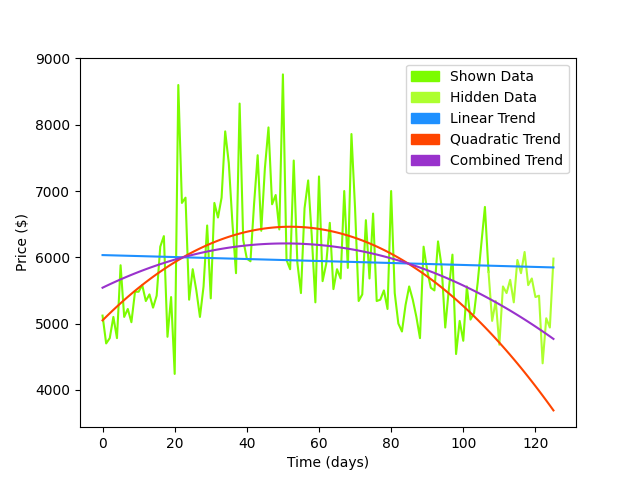 9000
8000
7000
6000
5000
4000
Price ($)
0 20 40 60 80 100 120
Time (days)
Shown Data
Hidden Data
Linear Trend
Quadratic Trend
Combined Trend